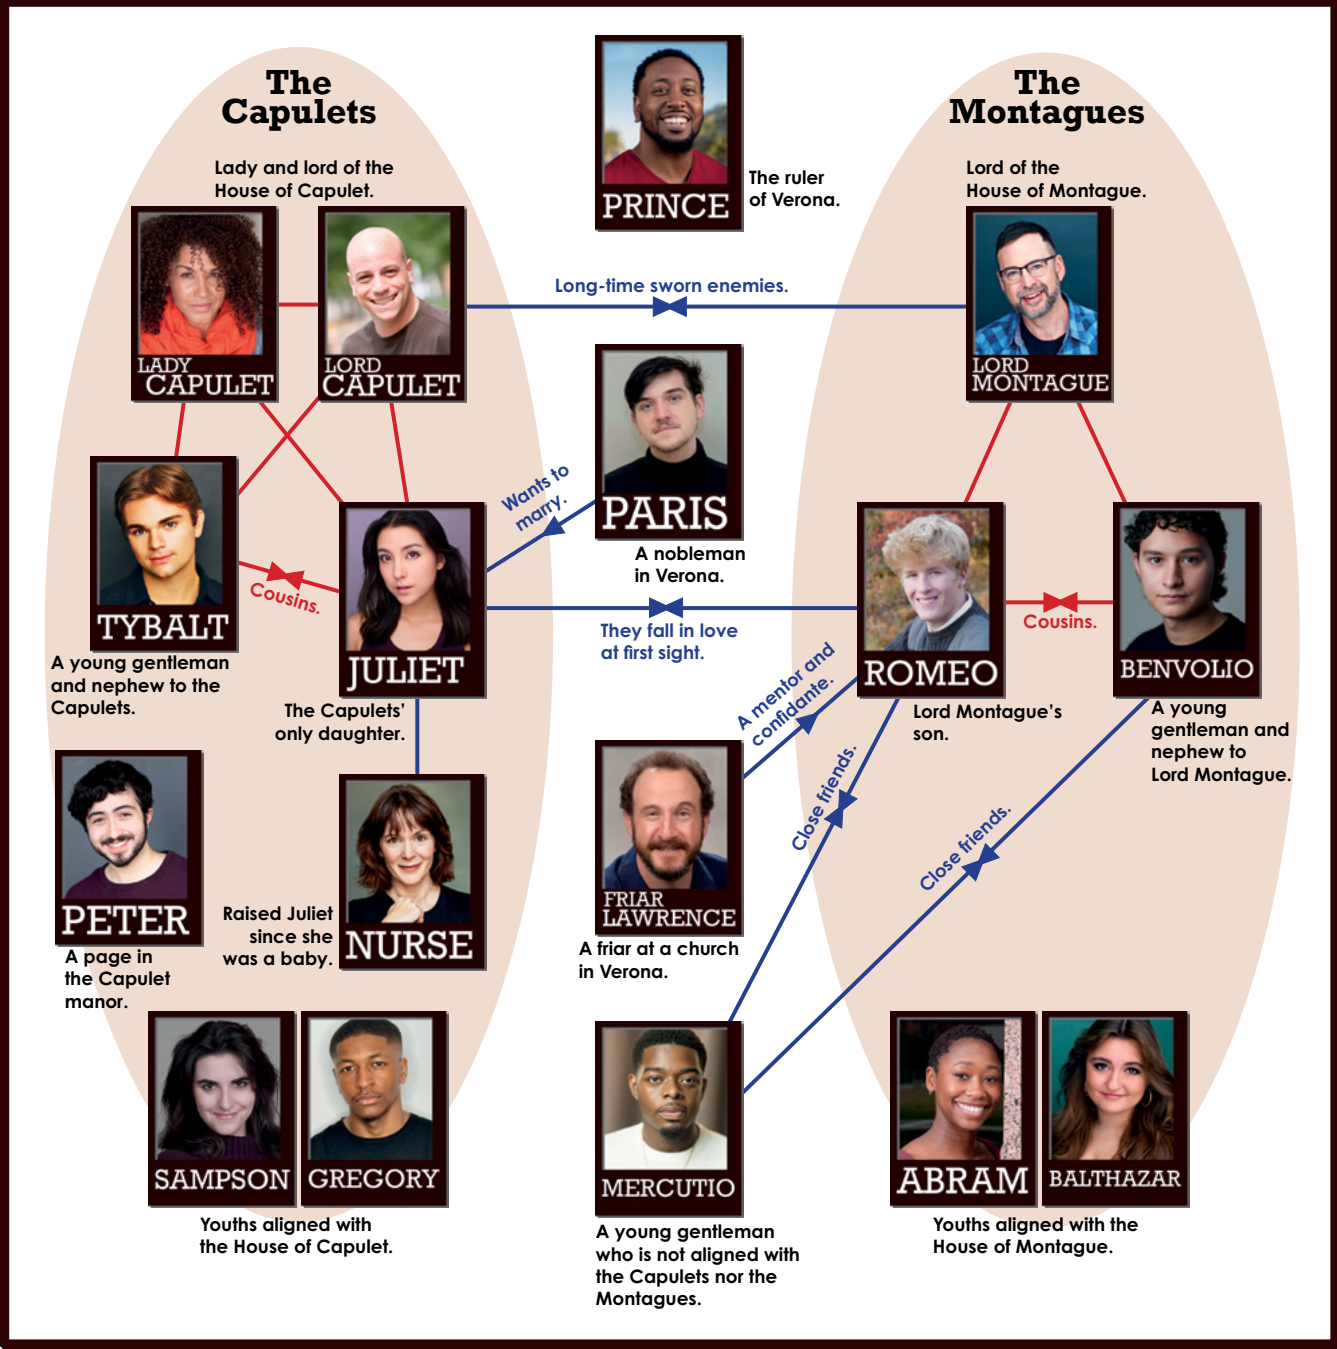 The
Capulets
Lady and lord of the
House of Capulet.
LADY
CAPULET
LORD
CAPULET
PRINCE
The ruler
of Verona.
The
Montagues
Lord of the
House of Montague.
LORD
MONTAGUE
Long-time sworn enemies.
PARIS
A nobleman
in Verona.
Wants to
marry.
TYBALT
A young gentleman
and nephew to the
Capulets.
Cousins.
JULIET
The Capulets'
only daughter.
They fall in love
at first sight.
ROMEO
Lord Montague's
son.
Cousins.
BENVOLIO
A young
gentleman and
nephew to
Lord Montague.
A mentor and
confidante.
Close friends.
Close friends.
PETER
A page in
the Capulet
manor.
Raised Juliet
since she
was a baby.
NURSE
FRIAR
LAWRENCE
A friar at a church
in Verona.
SAMPSON
GREGORY
Youths aligned with
the House of Capulet.
MERCUTIO
A young gentleman
who is not aligned with
the Capulets nor the
Montagues.
ABRAM
BALTHAZAR
Youths aligned with the
House of Montague.